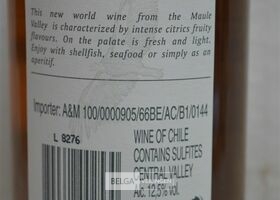 This new world wine from the Maule
Valley is characterized by intense citrics fruity
flavours. On the palate is fresh and light.
Enjoy with shellfish, seafood or simply as an
aperitif.
Importer: A&M 100/0000905/66BE/AC/B1/0144
L 8276
WINE OF CHILE
CONTAINS SULFITES
CENTRAL VALLEY
Alc. 12,5% vol.
BELGA